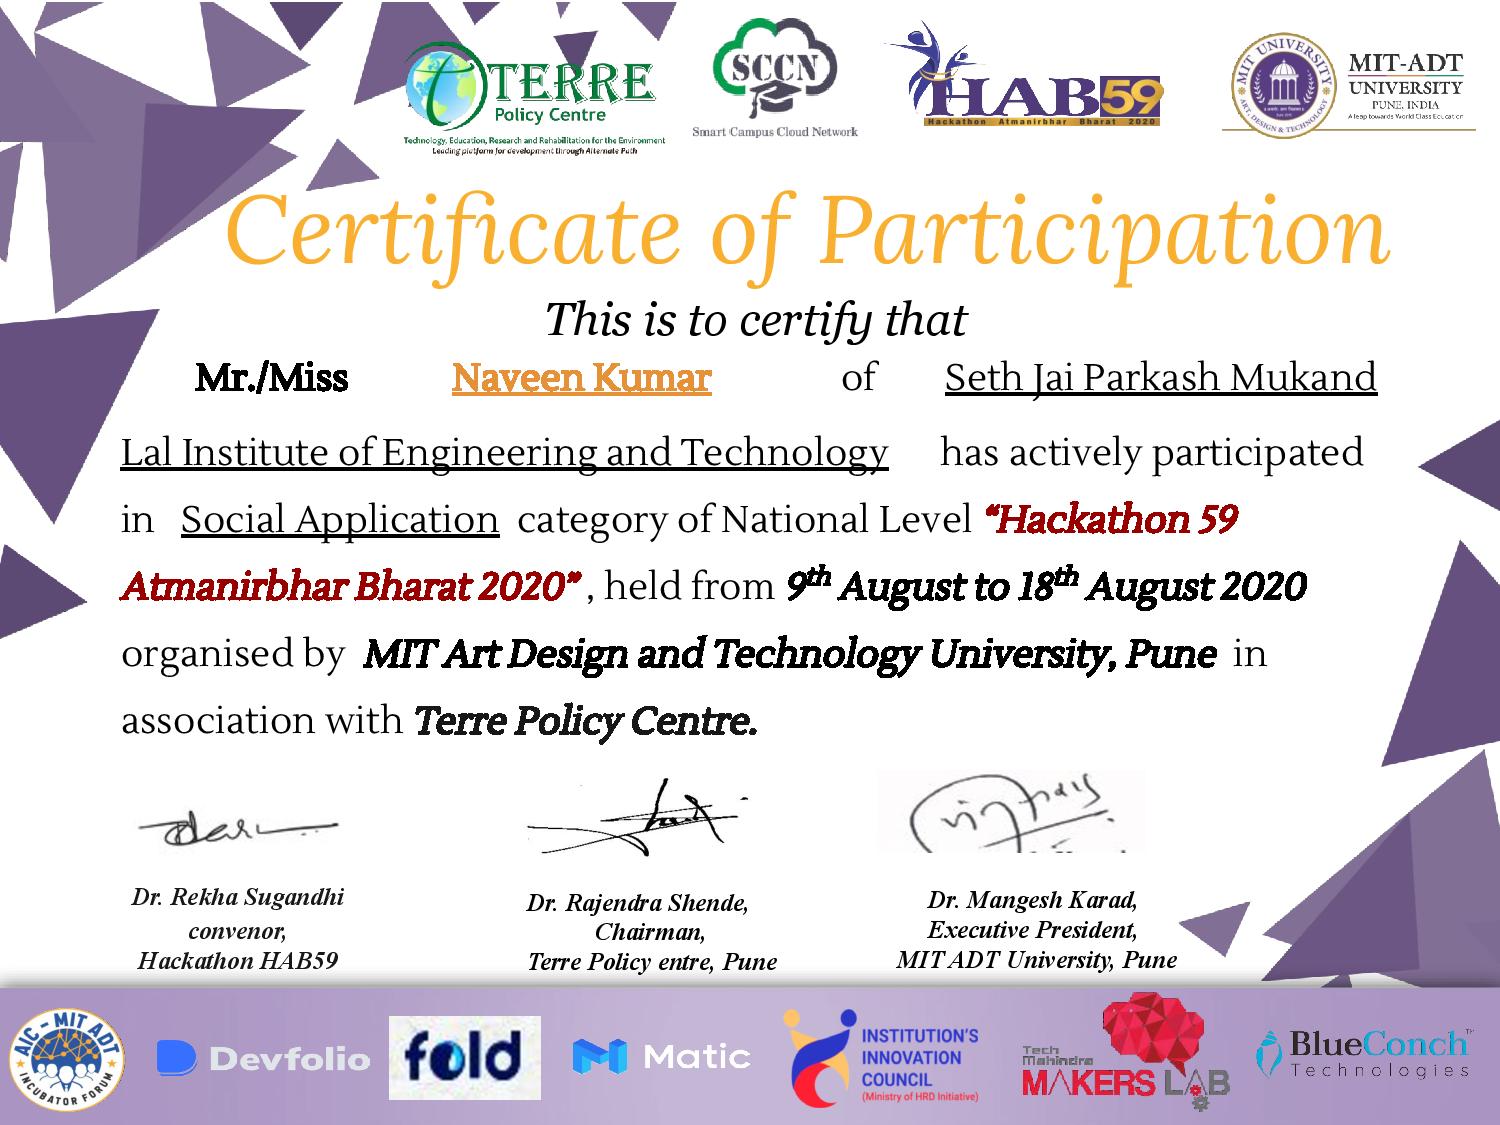 TERRE
Policy Centre
Technology, Education, Research and Rehabilitation for the Environment
Leading platform for development through Alternate Path
SCCN
Smart Campus Cloud Network
HAB59
Hackathon Atmanirbhar Bharat 2020
MIT UNIVERSITY
ART, DESIGN & TECHNOLOGY
MIT-ADT
UNIVERSITY
PUNE, INDIA
A leap towards World Class Education
Certificate of Participation
This is to certify that
Mr./Miss Naveen Kumar of Seth Jai Parkash Mukand
Lal Institute of Engineering and Technology has actively participated
in Social Application category of National Level “Hackathon 59
Atmanirbhar Bharat 2020” , held from 9th August to 18th August 2020
organised by MIT Art Design and Technology University, Pune in
association with Terre Policy Centre.
Dr. Rekha Sugandhi
convenor,
Hackathon HAB59
Dr. Rajendra Shende,
Chairman,
Terre Policy entre, Pune
Dr. Mangesh Karad,
Executive President,
MIT ADT University, Pune
AIC - MIT ADT
INCUBATOR FORUM
Devfolio
fold
Matic
INSTITUTION'S
INNOVATION
COUNCIL
(Ministry of HRD Initiative)
Tech
Mahindra
MAKERS LAB
BlueConch™
Technologies